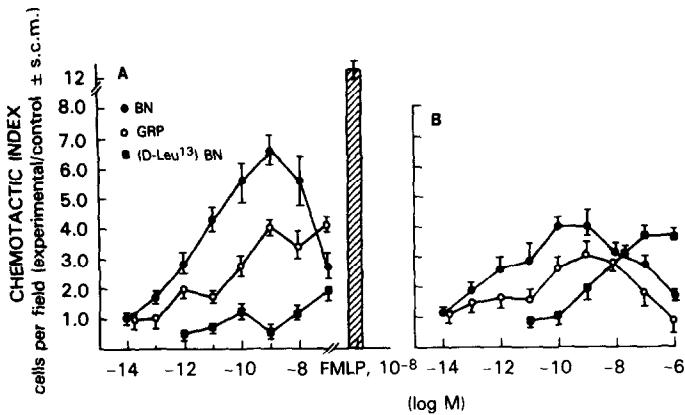 CHEMOTACTIC INDEX
cells per field (experimental/control ± s.c.m.)
A
12
8.0
7.0
6.0
5.0
4.0
3.0
2.0
1.0
BN
GRP
(D-Leu¹³) BN
−14 −12 −10 −8 FMLP, 10⁻⁸
B
−14 −12 −10 −8 −6
(log M)